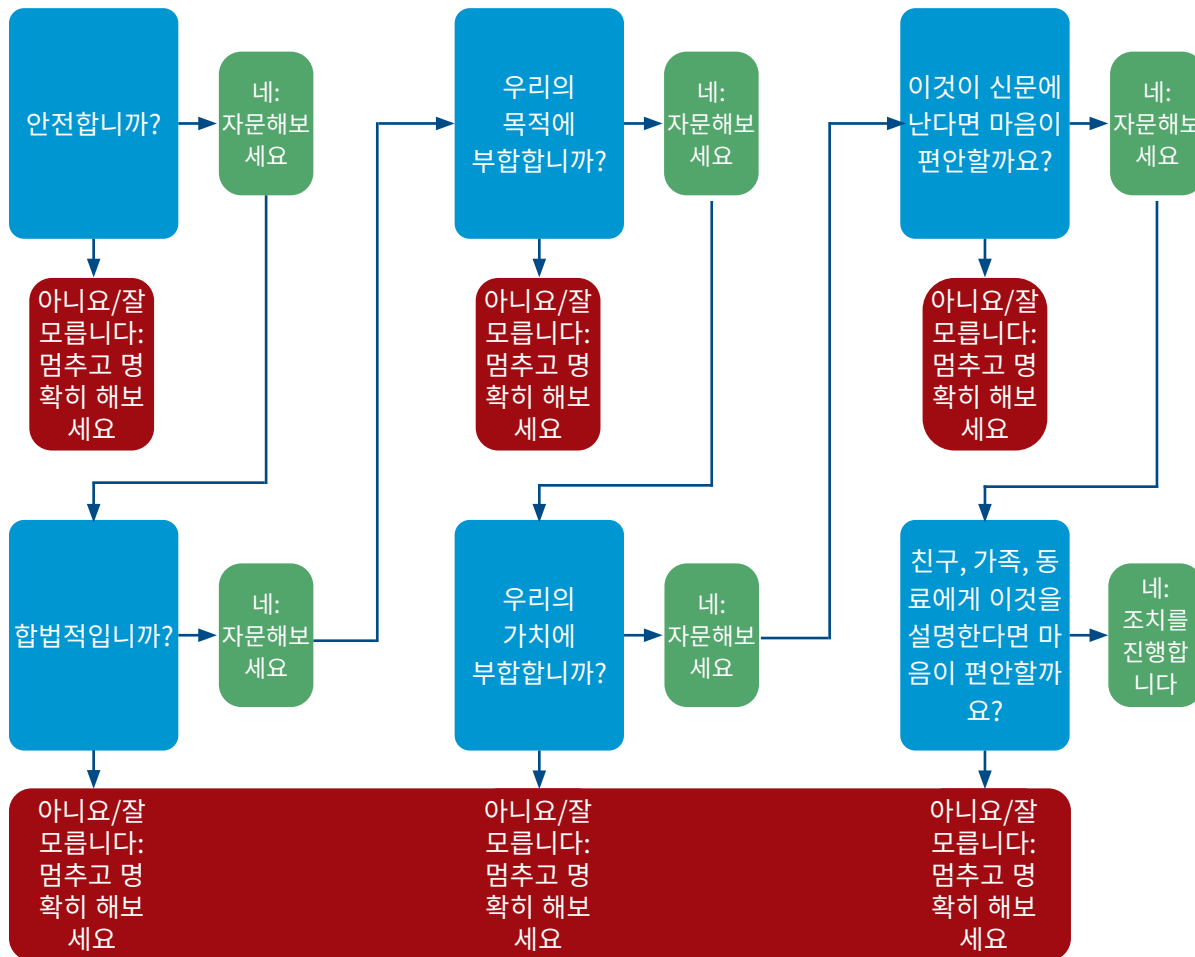 안전합니까?
네:
자문해보
세요
아니요/잘
모릅니다:
멈추고 명
확히 해보
세요
합법적입니까?
네:
자문해보
세요
아니요/잘
모릅니다:
멈추고 명
확히 해보
세요
우리의
목적에
부합합니까?
네:
자문해보
세요
아니요/잘
모릅니다:
멈추고 명
확히 해보
세요
우리의
가치에
부합합니까?
네:
자문해보
세요
아니요/잘
모릅니다:
멈추고 명
확히 해보
세요
이것이 신문에
난다면 마음이
편안할까요?
네:
자문해보
세요
아니요/잘
모릅니다:
멈추고 명
확히 해보
세요
친구, 가족, 동
료에게 이것을
설명한다면 마
음이 편안할까
요?
네:
조치를
진행합
니다
아니요/잘
모릅니다:
멈추고 명
확히 해보
세요